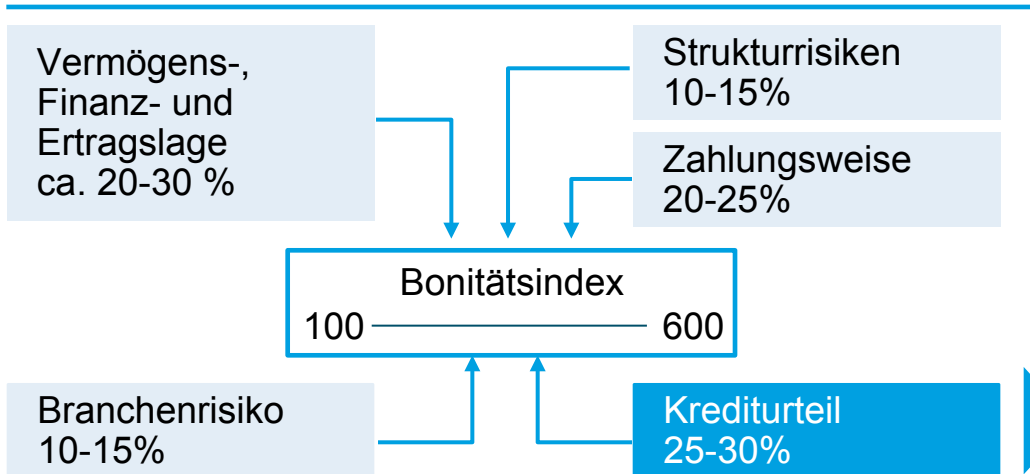 Vermögens-,
Finanz- und
Ertragslage
ca. 20-30 %
Strukturrisiken
10-15%
Zahlungsweise
20-25%
Bonitätsindex
100 600
Branchenrisiko
10-15%
Krediturteil
25-30%